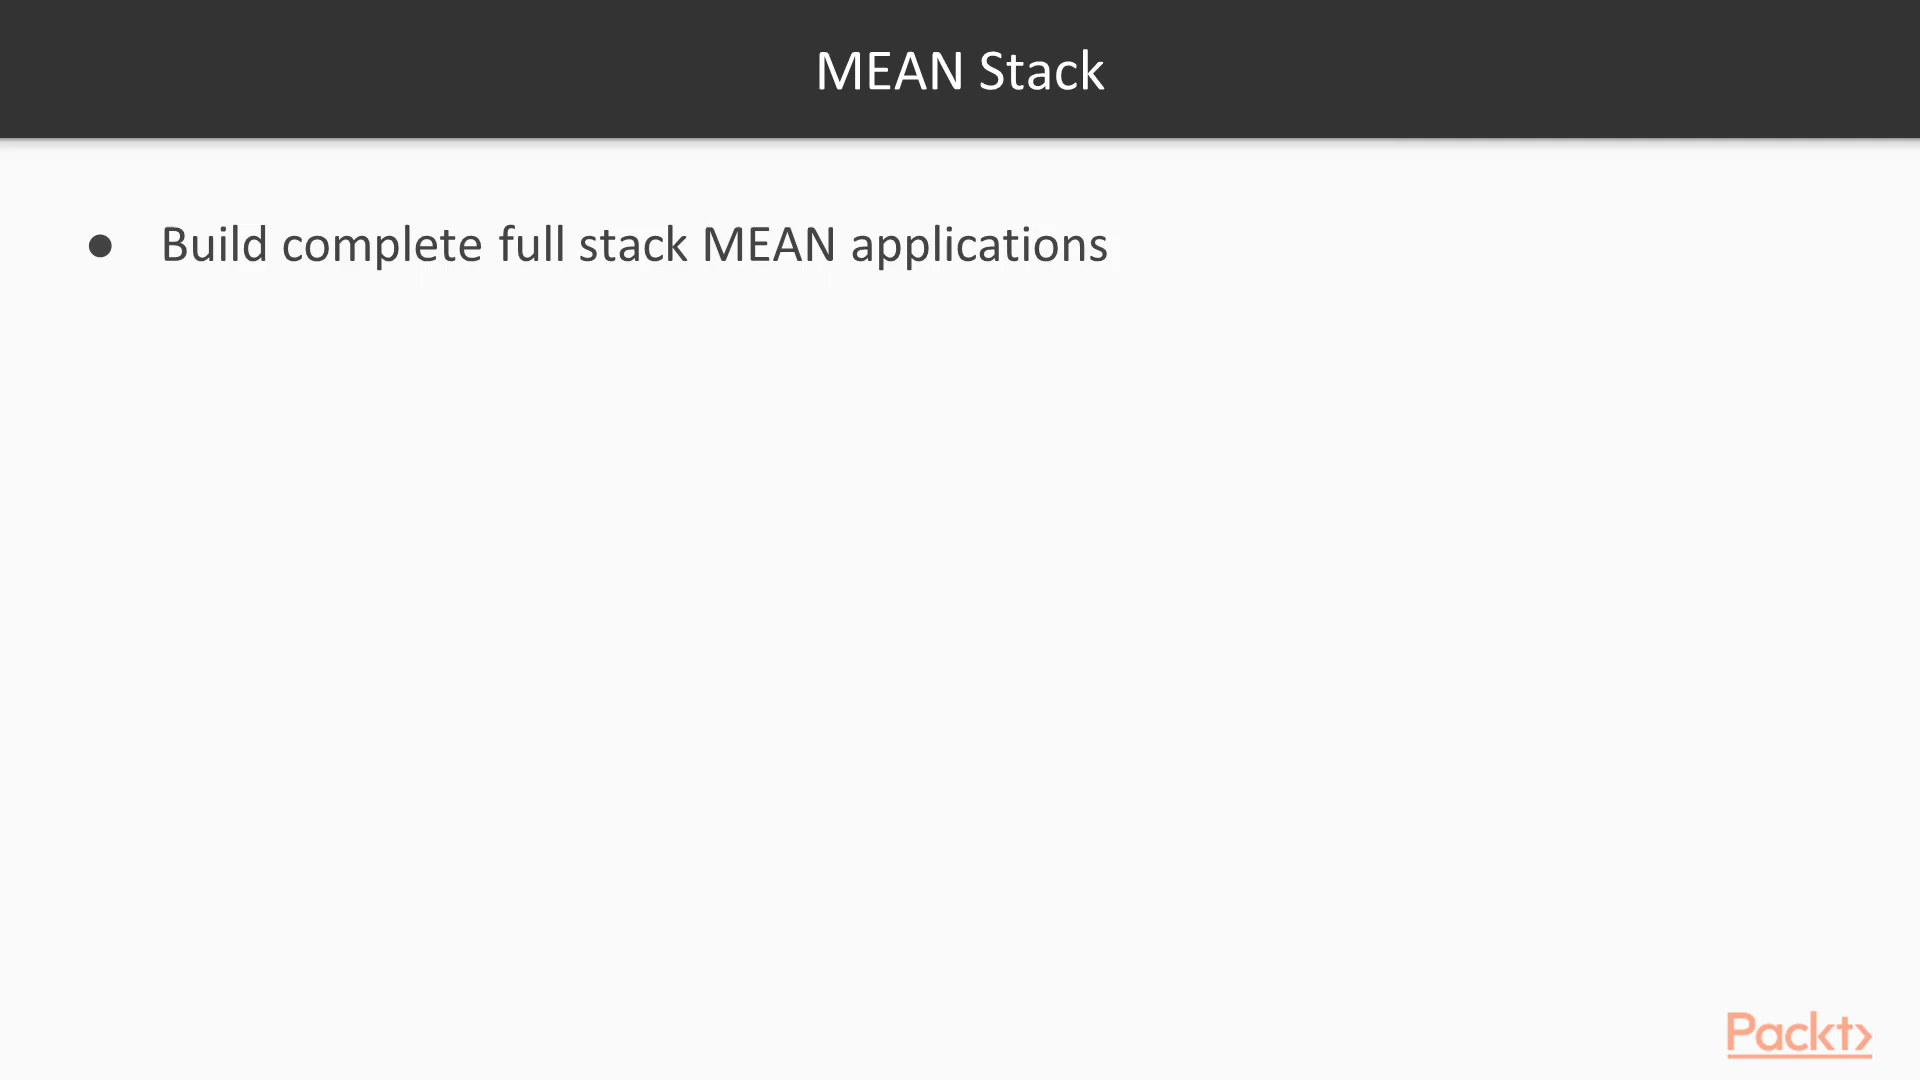 MEAN Stack
● Build complete full stack MEAN applications
Packt>